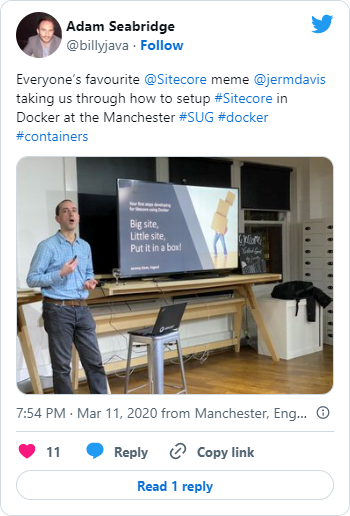 Adam Seabridge
@billyjava · Follow
Everyone's favourite @Sitecore meme @jermdavis
taking us through how to setup #Sitecore in
Docker at the Manchester #SUG #docker
#containers
Your first steps developing
for Sitecore using Docker
Big site,
Little site,
Put it in a box!
7:54 PM · Mar 11, 2020 from Manchester, Eng...
11 Reply Copy link
Read 1 reply